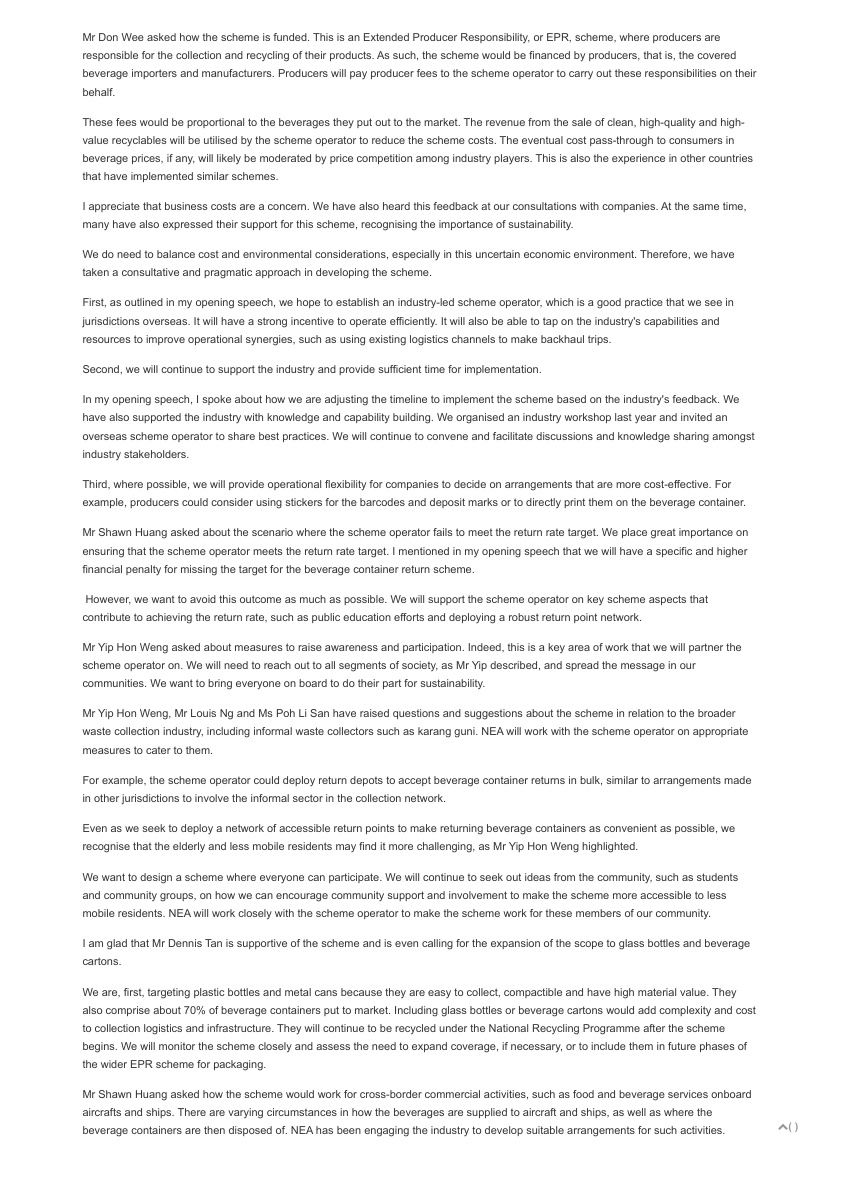 Mr Don Wee asked how the scheme is funded. This is an Extended Producer Responsibility, or EPR, scheme, where producers are
responsible for the collection and recycling of their products. As such, the scheme would be financed by producers, that is, the covered
beverage importers and manufacturers. Producers will pay producer fees to the scheme operator to carry out these responsibilities on their
behalf.
These fees would be proportional to the beverages they put out to the market. The revenue from the sale of clean, high-quality and high-
value recyclables will be utilised by the scheme operator to reduce the scheme costs. The eventual cost pass-through to consumers in
beverage prices, if any, will likely be moderated by price competition among industry players. This is also the experience in other countries
that have implemented similar schemes.
I appreciate that business costs are a concern. We have also heard this feedback at our consultations with companies. At the same time,
many have also expressed their support for this scheme, recognising the importance of sustainability.
We do need to balance cost and environmental considerations, especially in this uncertain economic environment. Therefore, we have
taken a consultative and pragmatic approach in developing the scheme.
First, as outlined in my opening speech, we hope to establish an industry-led scheme operator, which is a good practice that we see in
jurisdictions overseas. It will have a strong incentive to operate efficiently. It will also be able to tap on the industry's capabilities and
resources to improve operational synergies, such as using existing logistics channels to make backhaul trips.
Second, we will continue to support the industry and provide sufficient time for implementation.
In my opening speech, I spoke about how we are adjusting the timeline to implement the scheme based on the industry's feedback. We
have also supported the industry with knowledge and capability building. We organised an industry workshop last year and invited an
overseas scheme operator to share best practices. We will continue to convene and facilitate discussions and knowledge sharing amongst
industry stakeholders.
Third, where possible, we will provide operational flexibility for companies to decide on arrangements that are more cost-effective. For
example, producers could consider using stickers for the barcodes and deposit marks or to directly print them on the beverage container.
Mr Shawn Huang asked about the scenario where the scheme operator fails to meet the return rate target. We place great importance on
ensuring that the scheme operator meets the return rate target. I mentioned in my opening speech that we will have a specific and higher
financial penalty for missing the target for the beverage container return scheme.
However, we want to avoid this outcome as much as possible. We will support the scheme operator on key scheme aspects that
contribute to achieving the return rate, such as public education efforts and deploying a robust return point network.
Mr Yip Hon Weng asked about measures to raise awareness and participation. Indeed, this is a key area of work that we will partner the
scheme operator on. We will need to reach out to all segments of society, as Mr Yip described, and spread the message in our
communities. We want to bring everyone on board to do their part for sustainability.
Mr Yip Hon Weng, Mr Louis Ng and Ms Poh Li San have raised questions and suggestions about the scheme in relation to the broader
waste collection industry, including informal waste collectors such as karang guni. NEA will work with the scheme operator on appropriate
measures to cater to them.
For example, the scheme operator could deploy return depots to accept beverage container returns in bulk, similar to arrangements made
in other jurisdictions to involve the informal sector in the collection network.
Even as we seek to deploy a network of accessible return points to make returning beverage containers as convenient as possible, we
recognise that the elderly and less mobile residents may find it more challenging, as Mr Yip Hon Weng highlighted.
We want to design a scheme where everyone can participate. We will continue to seek out ideas from the community, such as students
and community groups, on how we can encourage community support and involvement to make the scheme more accessible to less
mobile residents. NEA will work closely with the scheme operator to make the scheme work for these members of our community.
I am glad that Mr Dennis Tan is supportive of the scheme and is even calling for the expansion of the scope to glass bottles and beverage
cartons.
We are, first, targeting plastic bottles and metal cans because they are easy to collect, compactible and have high material value. They
also comprise about 70% of beverage containers put to market. Including glass bottles or beverage cartons would add complexity and cost
to collection logistics and infrastructure. They will continue to be recycled under the National Recycling Programme after the scheme
begins. We will monitor the scheme closely and assess the need to expand coverage, if necessary, or to include them in future phases of
the wider EPR scheme for packaging.
Mr Shawn Huang asked how the scheme would work for cross-border commercial activities, such as food and beverage services onboard
aircrafts and ships. There are varying circumstances in how the beverages are supplied to aircraft and ships, as well as where the
beverage containers are then disposed of. NEA has been engaging the industry to develop suitable arrangements for such activities.
( )